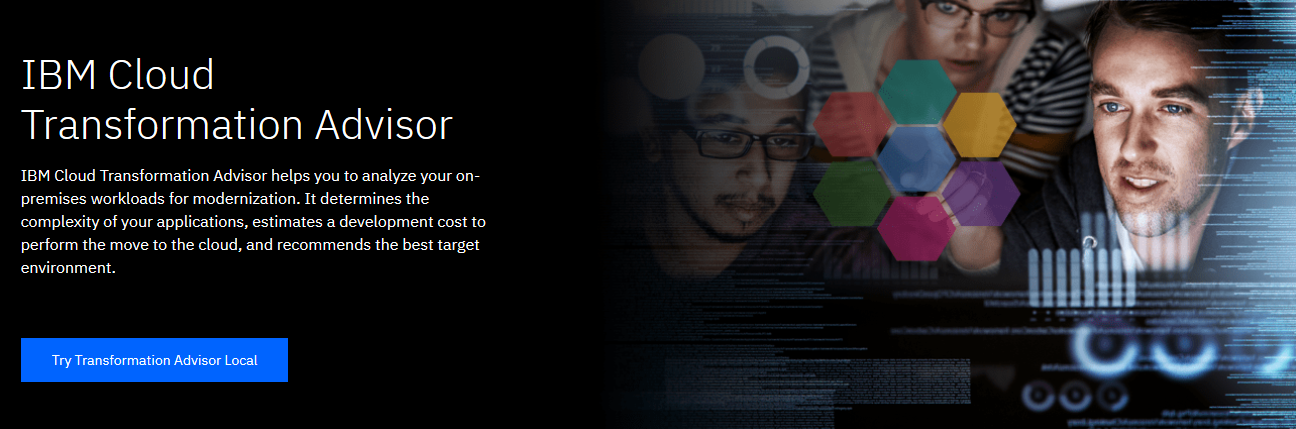 IBM Cloud
Transformation Advisor
IBM Cloud Transformation Advisor helps you to analyze your on-
premises workloads for modernization. It determines the
complexity of your applications, estimates a development cost to
perform the move to the cloud, and recommends the best target
environment.
Try Transformation Advisor Local